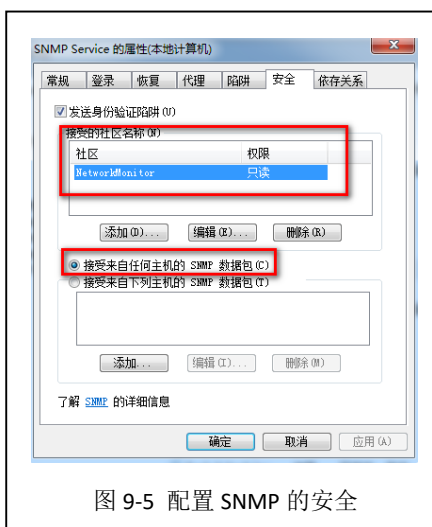 SNMP Service 的属性(本地计算机)
常规 登录 恢复 代理 陷阱 安全 依存关系
发送身份验证陷阱(U)
接受的社区名称(N)
社区 权限
NetworkMonitor 只读
添加(D)... 编辑(E)... 删除(R)
接受来自任何主机的 SNMP 数据包(C)
接受来自下列主机的 SNMP 数据包(T)
添加... 编辑(I)... 删除(M)
了解 SNMP 的详细信息
确定 取消 应用(A)
图 9-5 配置 SNMP 的安全